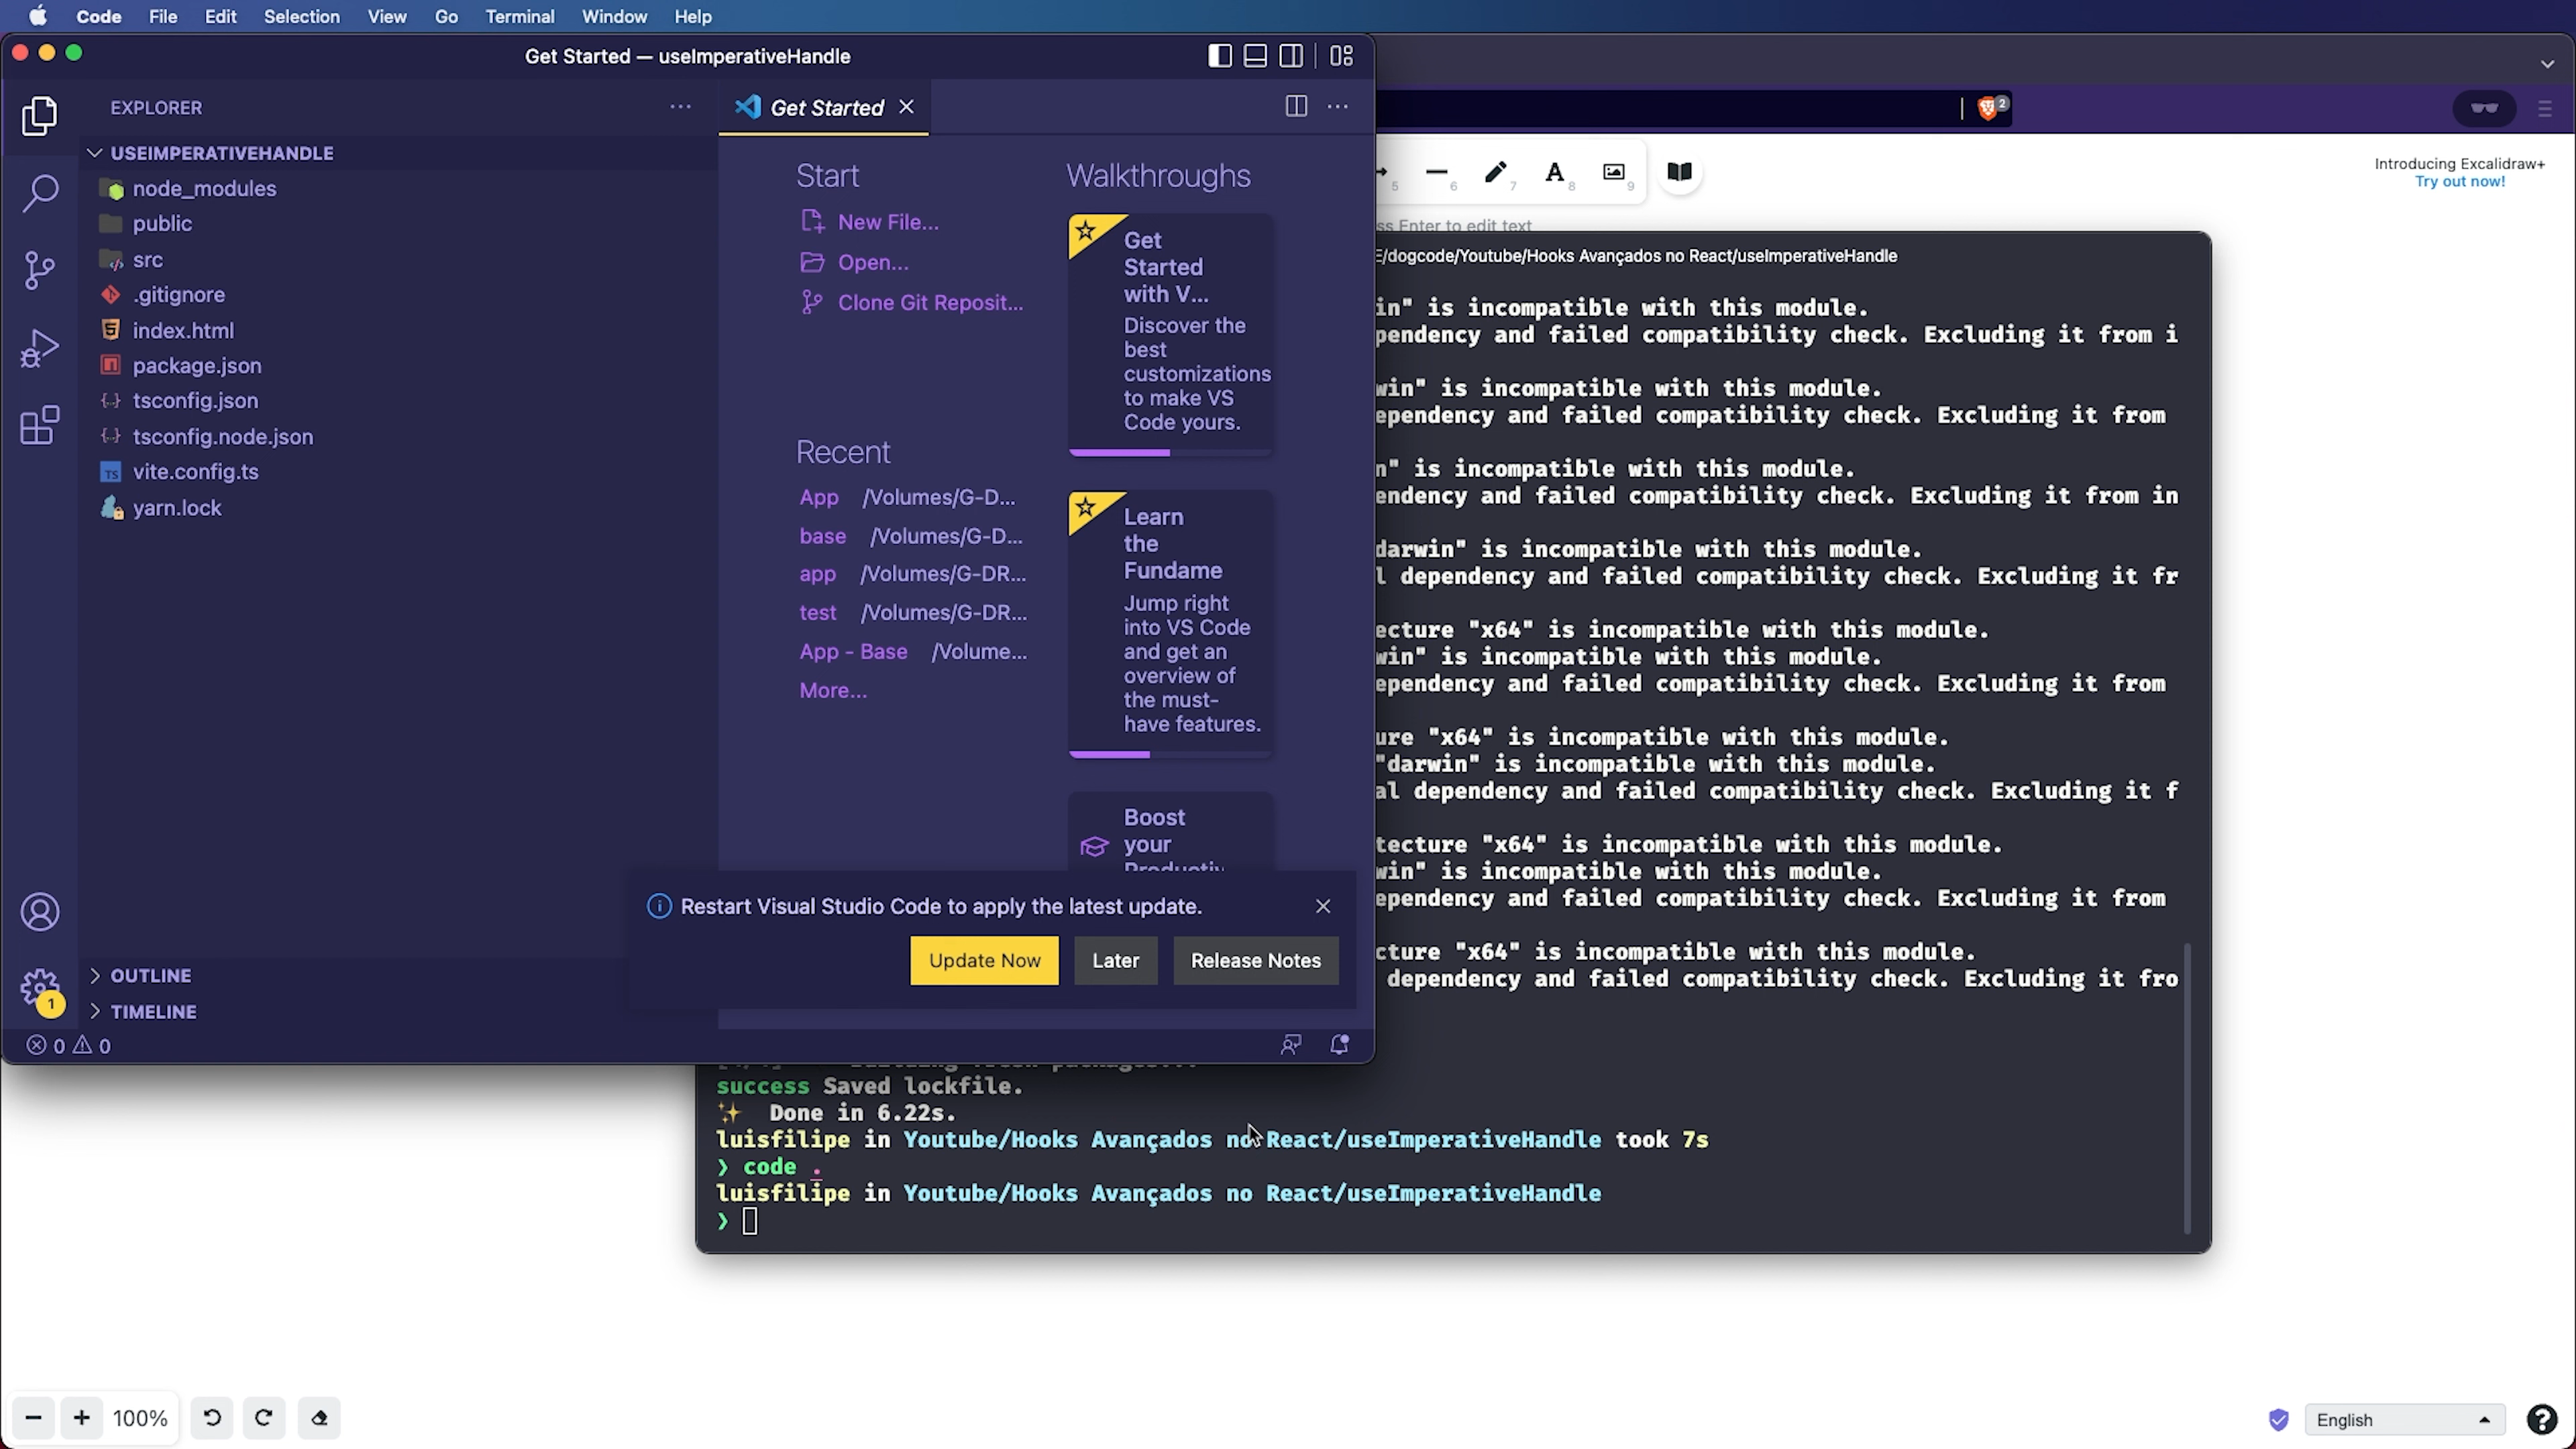 Code File Edit Selection View Go Terminal Window Help
Get Started — useImperativeHandle
EXPLORER
USEIMPERATIVEHANDLE
node_modules
public
src
.gitignore
index.html
package.json
tsconfig.json
tsconfig.node.json
vite.config.ts
yarn.lock
OUTLINE
TIMELINE
0 0
1
Get Started
Start
New File...
Open...
Clone Git Reposit...
Recent
App /Volumes/G-D...
base /Volumes/G-D...
app /Volumes/G-DR...
test /Volumes/G-DR...
App - Base /Volume...
More...
Walkthroughs
Get
Started
with V...
Discover the
best
customizations
to make VS
Code yours.
Learn
the
Fundame
Jump right
into VS Code
and get an
overview of
the must-
have features.
Boost
your
Restart Visual Studio Code to apply the latest update.
Update Now Later Release Notes
2
5 6 7 A 8 9
Introducing Excalidraw+
Try out now!
ss Enter to edit text
E/dogcode/Youtube/Hooks Avançados no React/useImperativeHandle
in" is incompatible with this module.
pendency and failed compatibility check. Excluding it from i
win" is incompatible with this module.
ependency and failed compatibility check. Excluding it from
n" is incompatible with this module.
endency and failed compatibility check. Excluding it from in
darwin" is incompatible with this module.
l dependency and failed compatibility check. Excluding it fr
ecture "x64" is incompatible with this module.
win" is incompatible with this module.
ependency and failed compatibility check. Excluding it from
ure "x64" is incompatible with this module.
"darwin" is incompatible with this module.
al dependency and failed compatibility check. Excluding it f
tecture "x64" is incompatible with this module.
win" is incompatible with this module.
ependency and failed compatibility check. Excluding it from
cture "x64" is incompatible with this module.
dependency and failed compatibility check. Excluding it fro
success Saved lockfile.
✨ Done in 6.22s.
luisfilipe in Youtube/Hooks Avançados no React/useImperativeHandle took 7s
❯ code .
luisfilipe in Youtube/Hooks Avançados no React/useImperativeHandle
❯
100%
English